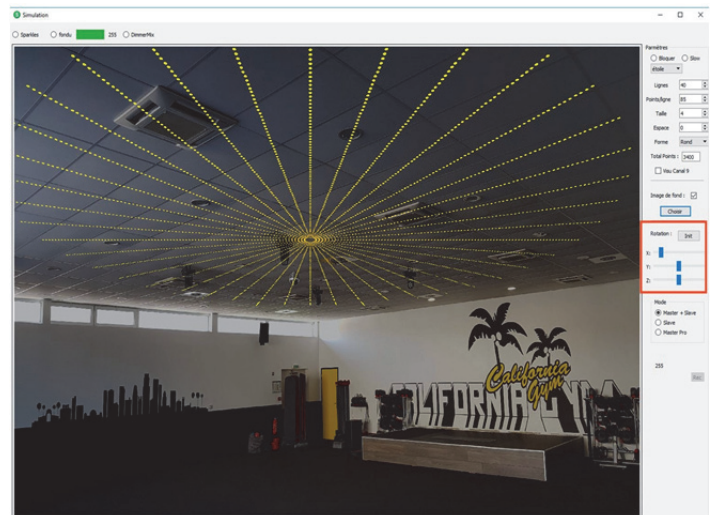 Simulation
Sparkles fondu 255 DimmerMix
Paramètres
Bloquer Slow
étoile
Lignes 40
Points/ligne 85
Taille 4
Espace 0
Forme Rond
Total Points : 3400
Image de fond :
Choisir
Rotation : Init
X:
Y:
Z:
Mode
Master + Slave
Slave
Master Pro
255
California
Gym